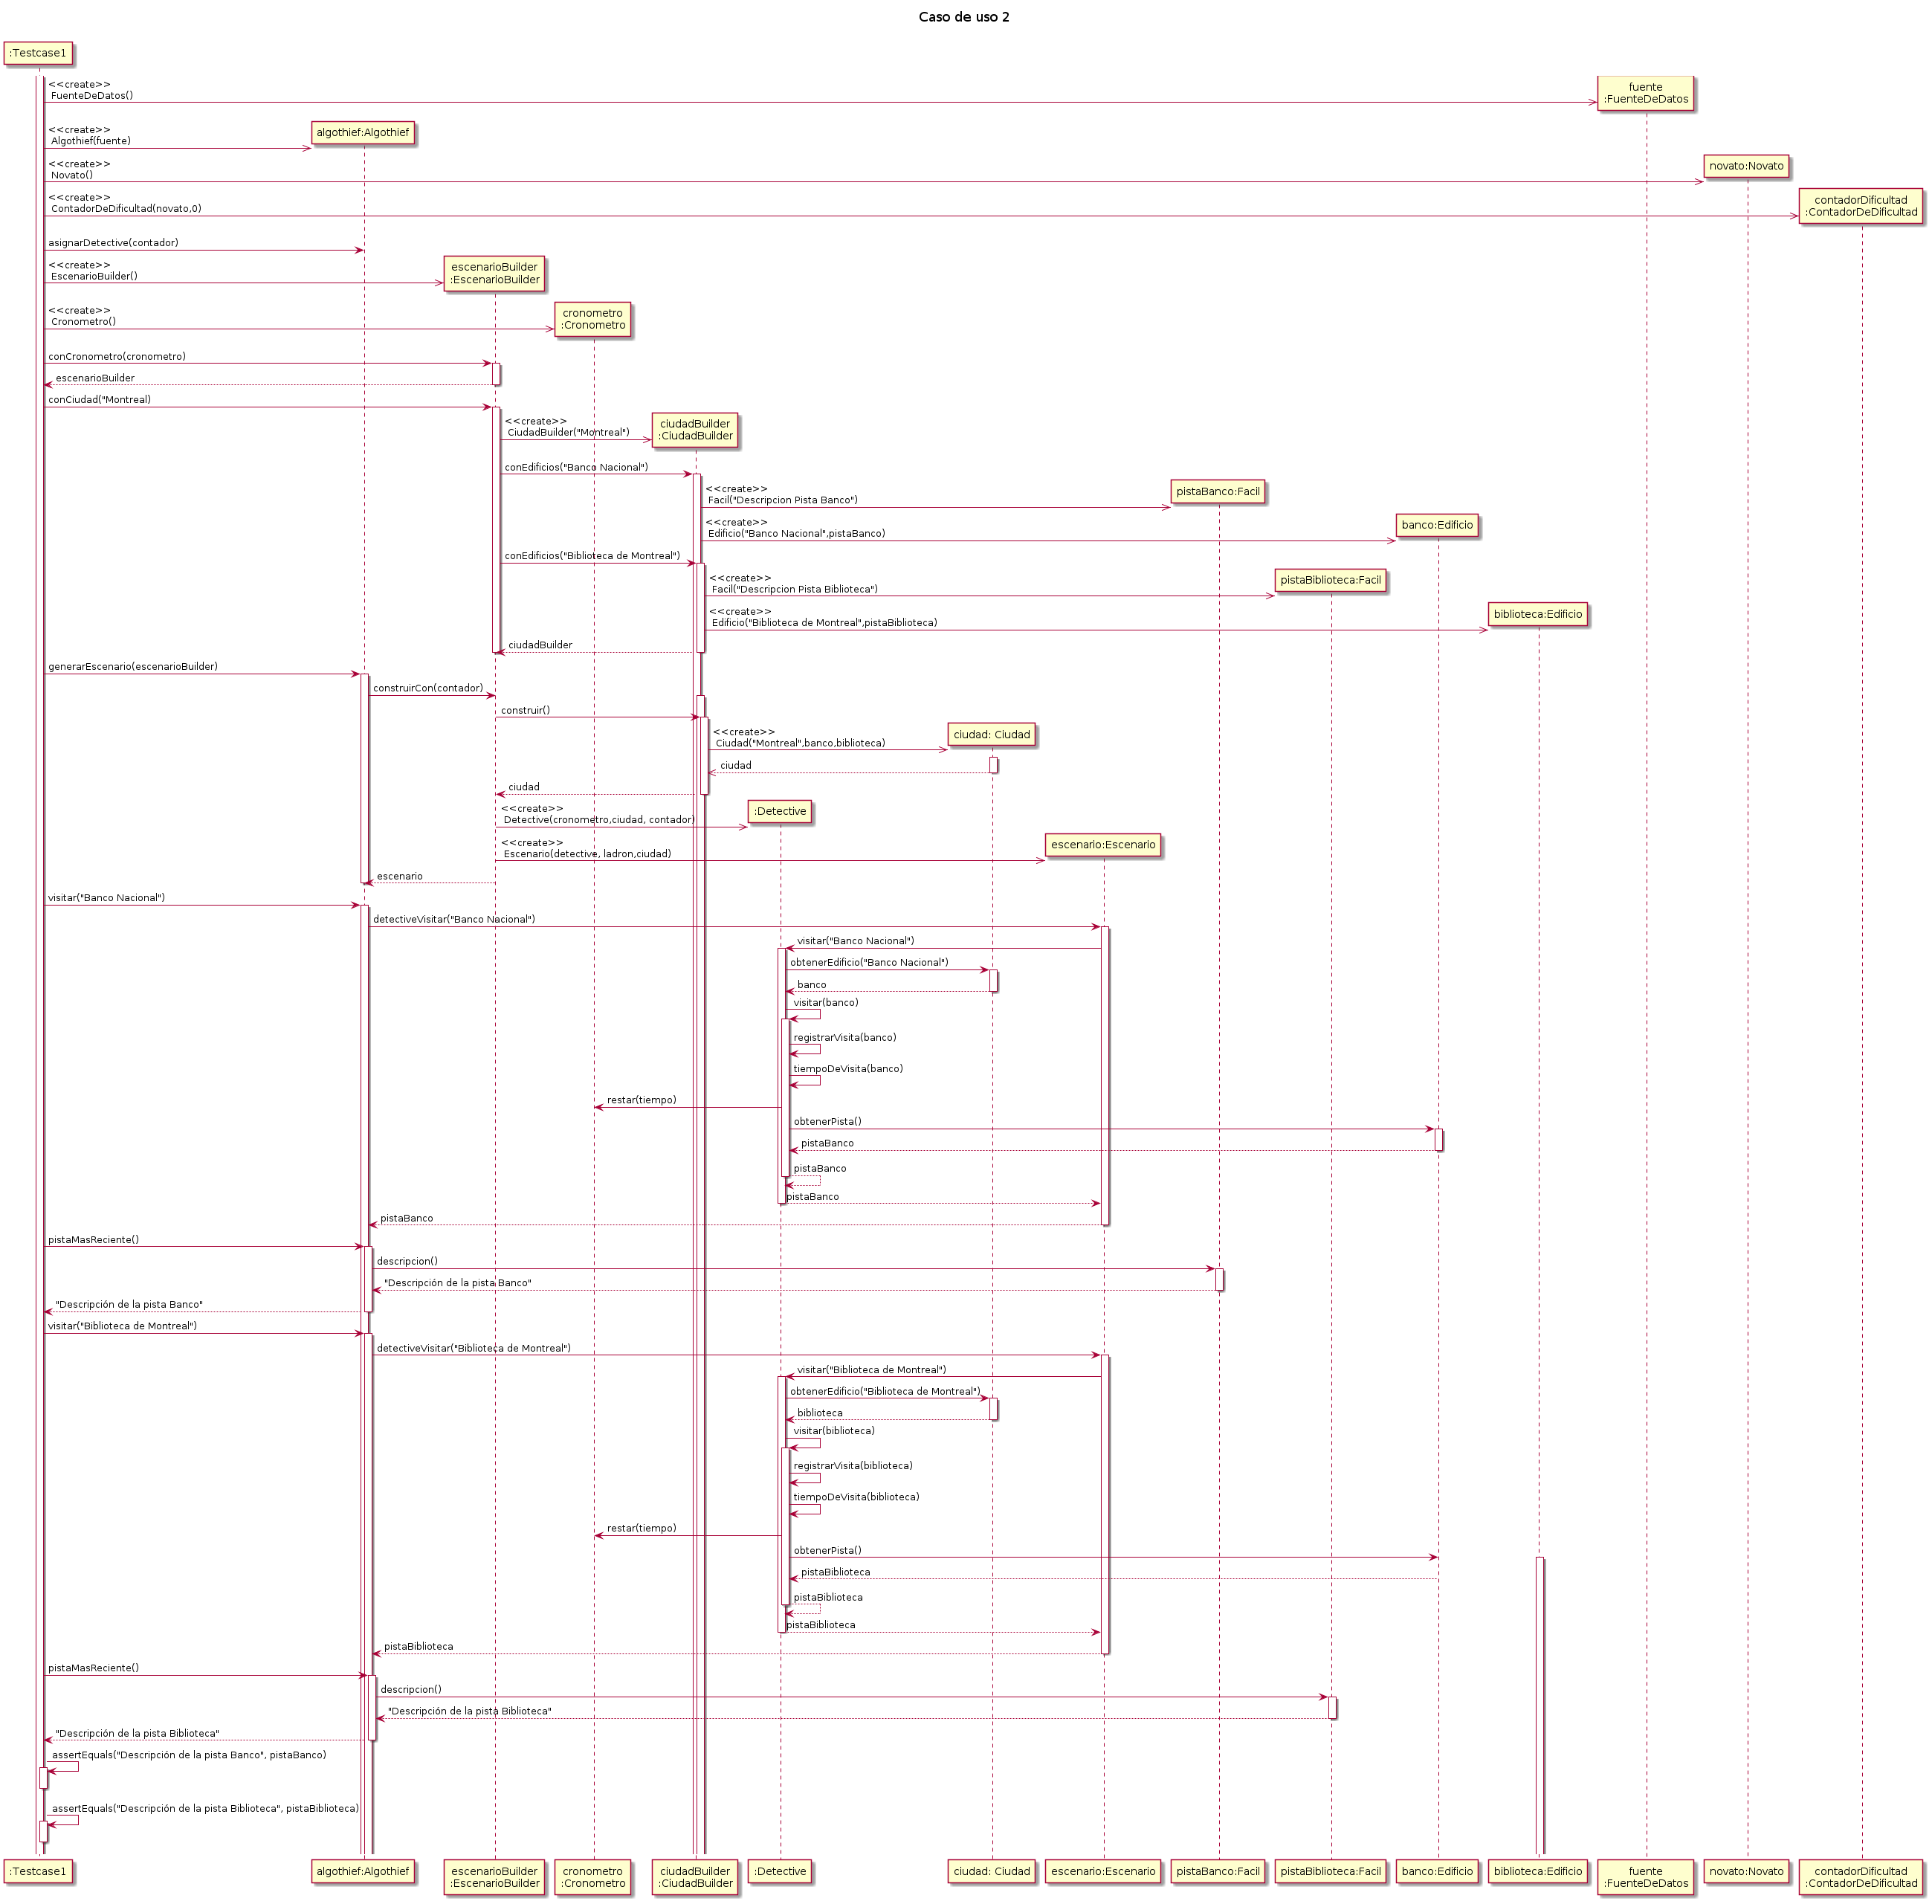 Caso de uso 2
:Testcase1
<<create>>
FuenteDeDatos()
fuente
:FuenteDeDatos
<<create>>
Algothief(fuente)
algothief:Algothief
<<create>>
Novato()
novato:Novato
<<create>>
ContadorDeDificultad(novato,0)
contadorDificultad
:ContadorDeDificultad
asignarDetective(contador)
<<create>>
EscenarioBuilder()
escenarioBuilder
:EscenarioBuilder
<<create>>
Cronometro()
cronometro
:Cronometro
conCronometro(cronometro)
escenarioBuilder
conCiudad("Montreal)
<<create>>
CiudadBuilder("Montreal")
ciudadBuilder
:CiudadBuilder
conEdificios("Banco Nacional")
<<create>>
Facil("Descripcion Pista Banco")
pistaBanco:Facil
<<create>>
Edificio("Banco Nacional",pistaBanco)
banco:Edificio
conEdificios("Biblioteca de Montreal")
<<create>>
Facil("Descripcion Pista Biblioteca")
pistaBiblioteca:Facil
<<create>>
Edificio("Biblioteca de Montreal",pistaBiblioteca)
biblioteca:Edificio
ciudadBuilder
generarEscenario(escenarioBuilder)
construirCon(contador)
construir()
<<create>>
Ciudad("Montreal",banco,biblioteca)
ciudad: Ciudad
ciudad
ciudad
<<create>>
Detective(cronometro,ciudad, contador)
:Detective
<<create>>
Escenario(detective, ladron,ciudad)
escenario:Escenario
escenario
visitar("Banco Nacional")
detectiveVisitar("Banco Nacional")
visitar("Banco Nacional")
obtenerEdificio("Banco Nacional")
banco
visitar(banco)
registrarVisita(banco)
tiempoDeVisita(banco)
restar(tiempo)
obtenerPista()
pistaBanco
pistaBanco
pistaBanco
pistaBanco
pistaMasReciente()
descripcion()
"Descripción de la pista Banco"
"Descripción de la pista Banco"
visitar("Biblioteca de Montreal")
detectiveVisitar("Biblioteca de Montreal")
visitar("Biblioteca de Montreal")
obtenerEdificio("Biblioteca de Montreal")
biblioteca
visitar(biblioteca)
registrarVisita(biblioteca)
tiempoDeVisita(biblioteca)
restar(tiempo)
obtenerPista()
pistaBiblioteca
pistaBiblioteca
pistaBiblioteca
pistaBiblioteca
pistaMasReciente()
descripcion()
"Descripción de la pista Biblioteca"
"Descripción de la pista Biblioteca"
assertEquals("Descripción de la pista Banco", pistaBanco)
assertEquals("Descripción de la pista Biblioteca", pistaBiblioteca)
:Testcase1
algothief:Algothief
escenarioBuilder
:EscenarioBuilder
cronometro
:Cronometro
ciudadBuilder
:CiudadBuilder
:Detective
ciudad: Ciudad
escenario:Escenario
pistaBanco:Facil
pistaBiblioteca:Facil
banco:Edificio
biblioteca:Edificio
fuente
:FuenteDeDatos
novato:Novato
contadorDificultad
:ContadorDeDificultad